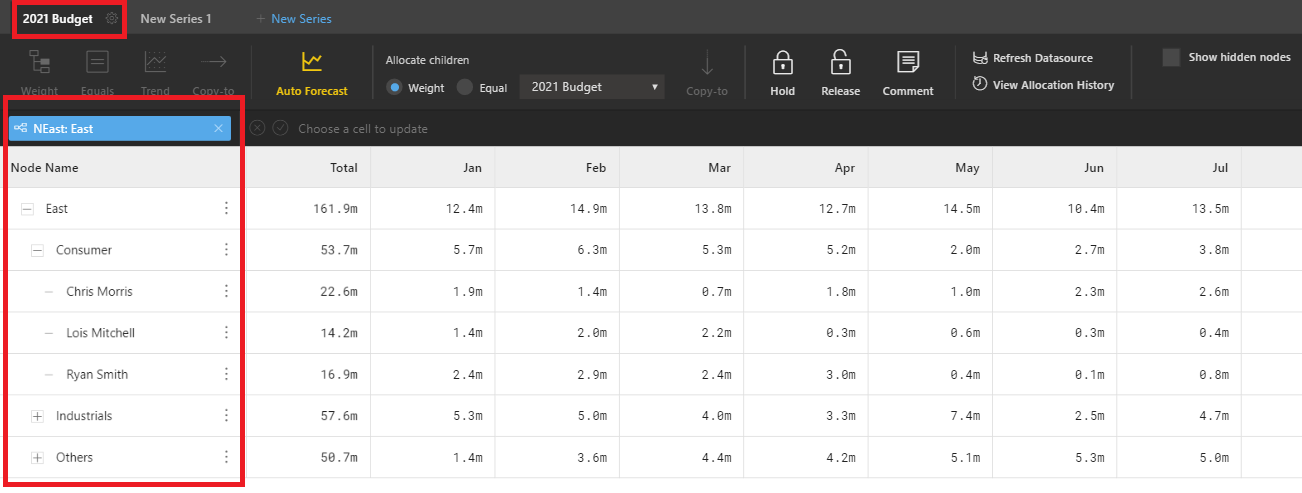 2021 Budget New Series 1 + New Series
Allocate children
Weight Equals Trend Copy-to Auto Forecast Weight Equal 2021 Budget Copy-to Hold Release Comment Refresh Datasource Show hidden nodes
View Allocation History
NEast: East Choose a cell to update
Node Name Total Jan Feb Mar Apr May Jun Jul
East 161.9m 12.4m 14.9m 13.8m 12.7m 14.5m 10.4m 13.5m
Consumer 53.7m 5.7m 6.3m 5.3m 5.2m 2.0m 2.7m 3.8m
Chris Morris 22.6m 1.9m 1.4m 0.7m 1.8m 1.0m 2.3m 2.6m
Lois Mitchell 14.2m 1.4m 2.0m 2.2m 0.3m 0.6m 0.3m 0.4m
Ryan Smith 16.9m 2.4m 2.9m 2.4m 3.0m 0.4m 0.1m 0.8m
Industrials 57.6m 5.3m 5.0m 4.0m 3.3m 7.4m 2.5m 4.7m
Others 50.7m 1.4m 3.6m 4.4m 4.2m 5.1m 5.3m 5.0m